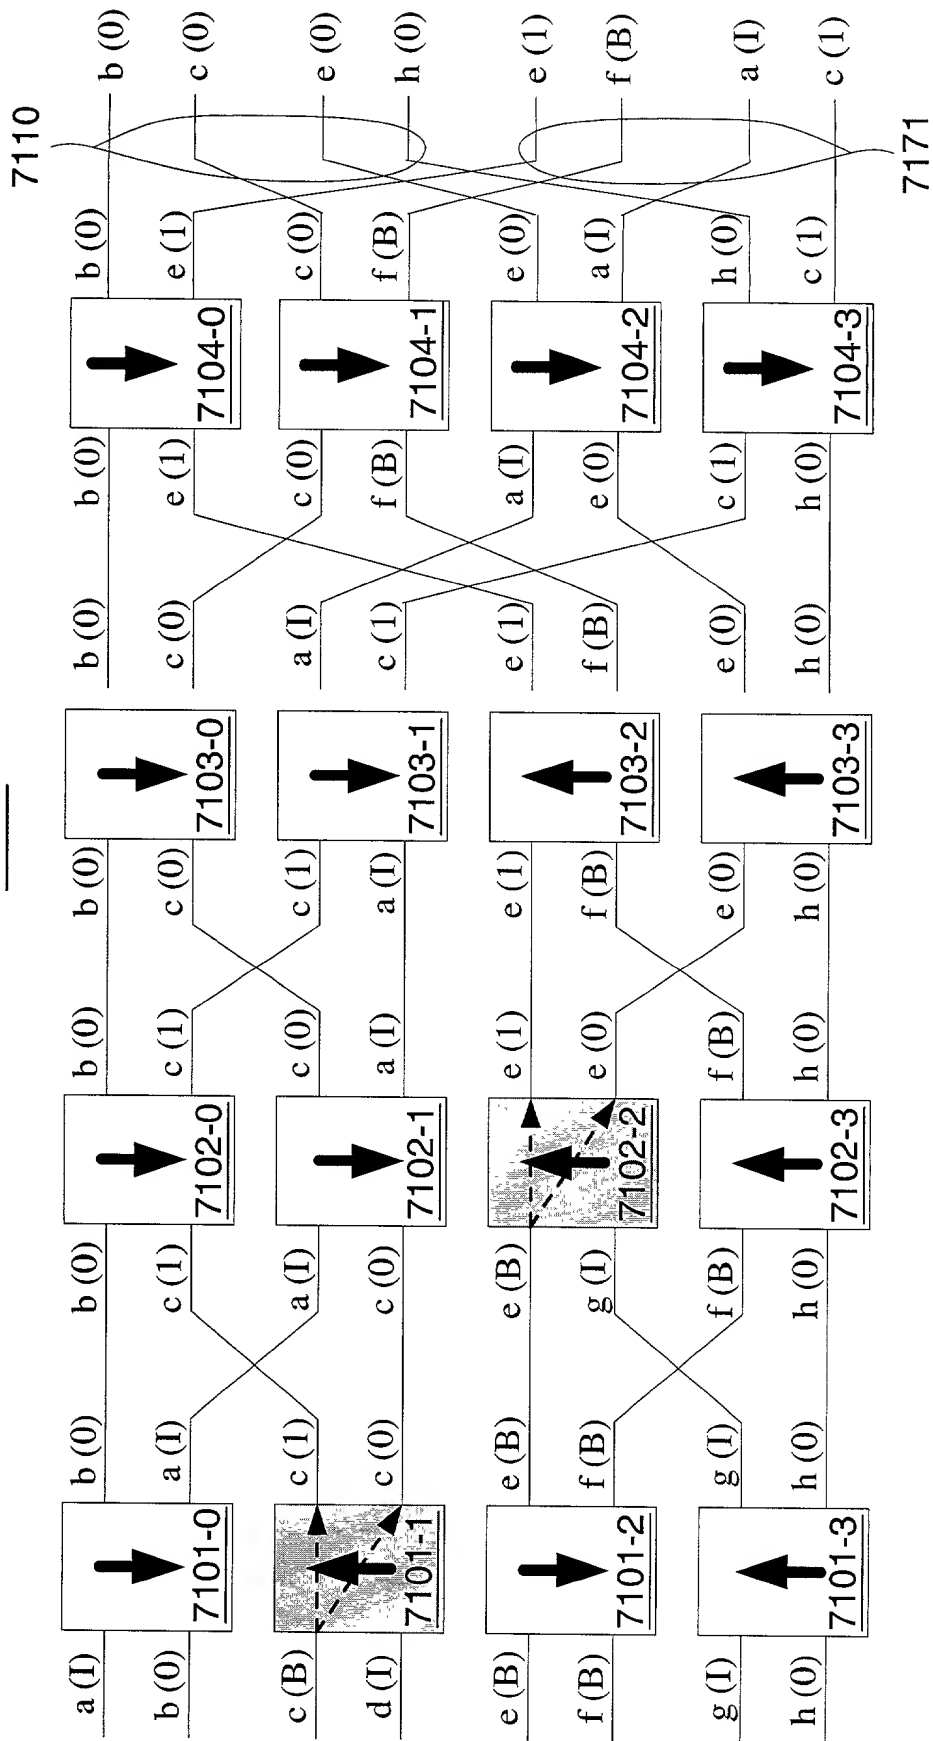 7110
a (I) b (0) b (0) b (0) b (0) b (0) b (0) b (0) b (0)
b (0) a (I) c (1) c (1) c (0) c (0) e (1) e (1) c (0)
7101-0 7102-0 7103-0 7104-0
c (B) c (1) a (I) c (0) c (1) a (I) c (0) c (0) e (0)
d (I) c (0) c (0) a (I) a (I) c (1) f (B) f (B) h (0)
7101-1 7102-1 7103-1 7104-1
e (B) e (B) e (B) e (1) e (1) e (1) a (I) e (0) e (1)
f (B) f (B) g (I) e (0) f (B) f (B) e (0) a (I) f (B)
7101-2 7102-2 7103-2 7104-2
g (I) g (I) f (B) f (B) e (0) e (0) c (1) h (0) a (I)
h (0) h (0) h (0) h (0) h (0) h (0) h (0) c (1) c (1)
7101-3 7102-3 7103-3 7104-3
7171